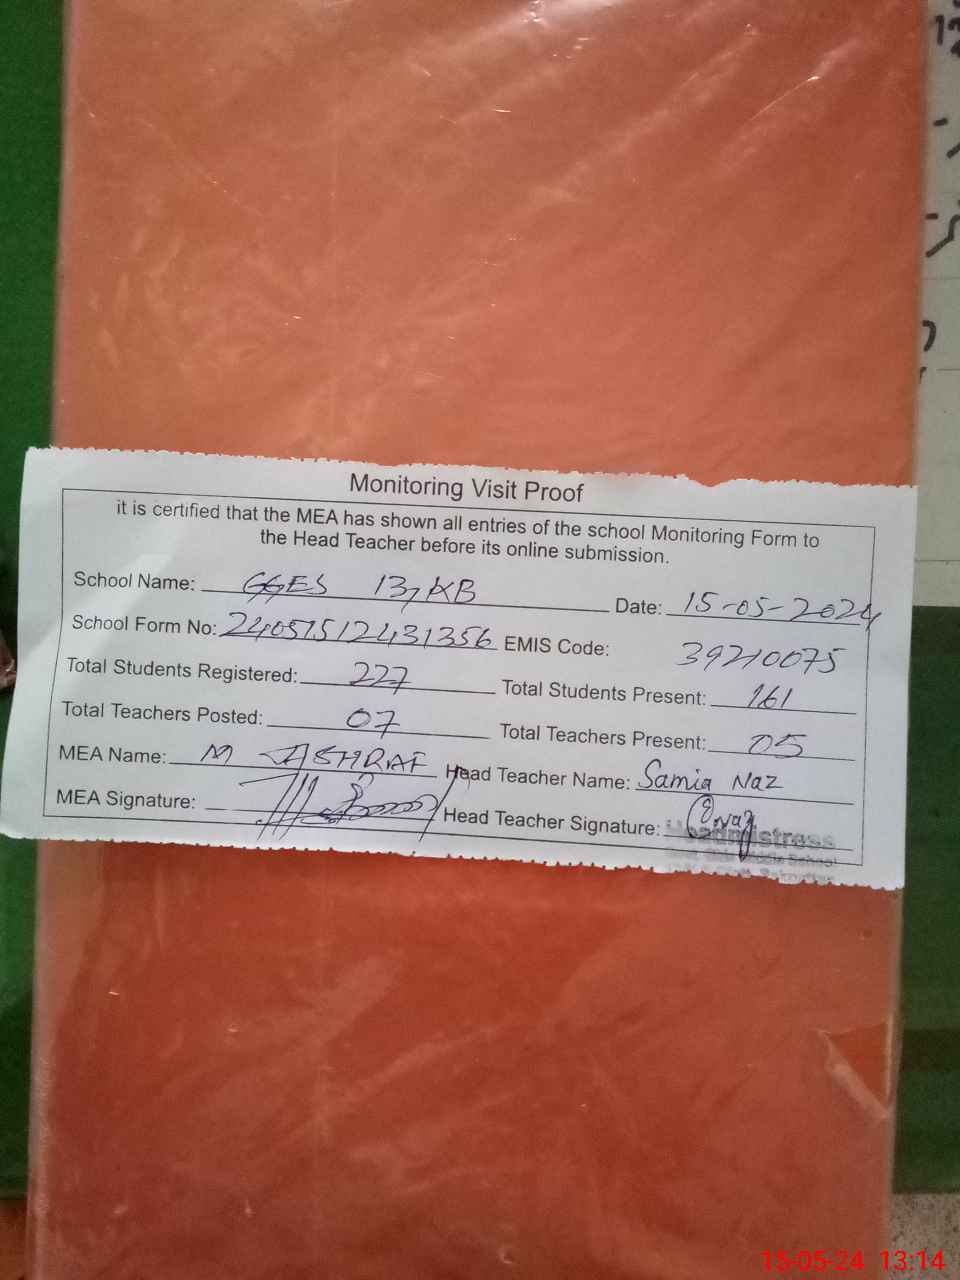 Monitoring Visit Proof
it is certified that the MEA has shown all entries of the school Monitoring Form to
the Head Teacher before its online submission.
School Name: GGES 137KB Date: 15-05-2024
School Form No: EMIS Code: 39210075
Total Students Registered: 227 Total Students Present: 161
Total Teachers Posted: 07 Total Teachers Present: 05
MEA Name: M ASHRAF Head Teacher Name: Samia Naz
MEA Signature: Head Teacher Signature:
Headmistress
School
15-05-24 13:14